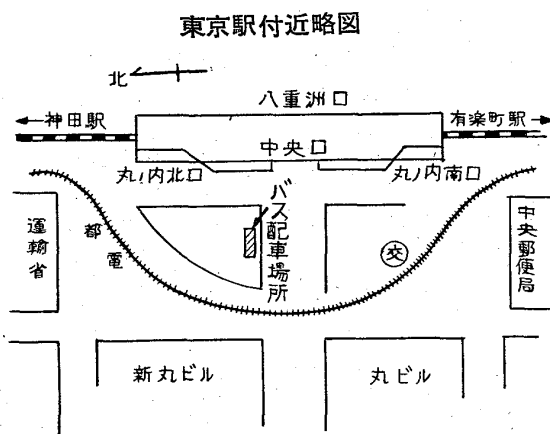 東京駅付近略図
北
八重洲口
神田駅
有楽町駅
中央口
丸ノ内北口
丸ノ内南口
バス配車場所
運輸省
都電
交
中央郵便局
新丸ビル
丸ビル